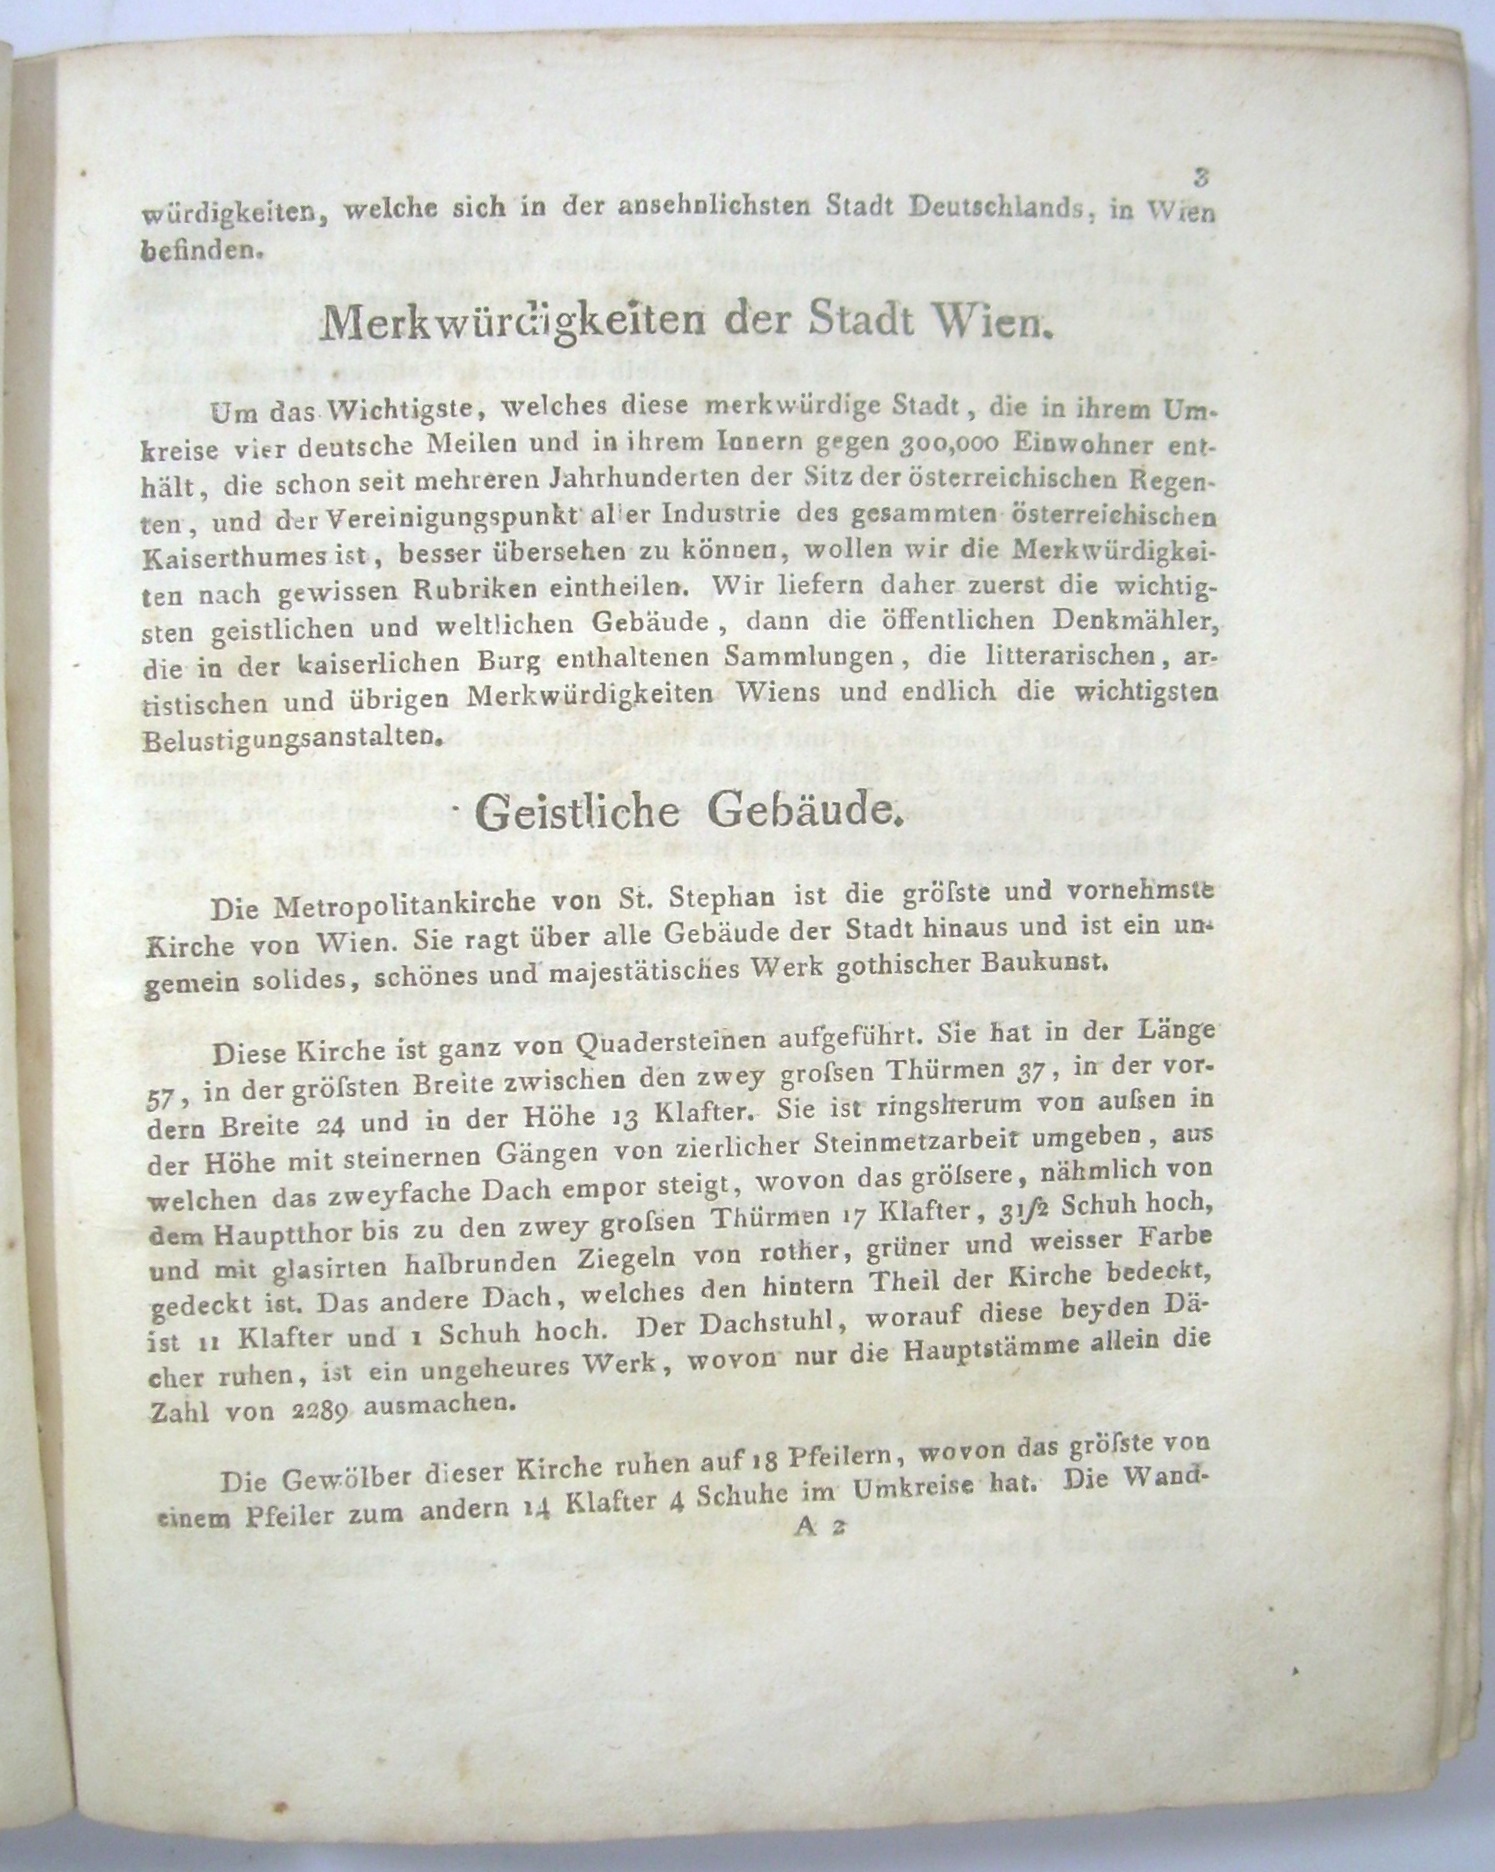 3
würdigkeiten, welche sich in der ansehnlichsten Stadt Deutschlands, in Wien
befinden.
Merkwürdigkeiten der Stadt Wien.
Um das Wichtigste, welches diese merkwürdige Stadt, die in ihrem Um-
kreise vier deutsche Meilen und in ihrem Innern gegen 300,000 Einwohner ent-
hält, die schon seit mehreren Jahrhunderten der Sitz der österreichischen Regen-
ten, und der Vereinigungspunkt aller Industrie des gesammten österreichischen
Kaiserthumes ist, besser übersehen zu können, wollen wir die Merkwürdigkei-
ten nach gewissen Rubriken eintheilen. Wir liefern daher zuerst die wichtig-
sten geistlichen und weltlichen Gebäude, dann die öffentlichen Denkmähler,
die in der kaiserlichen Burg enthaltenen Sammlungen, die litterarischen, ar-
tistischen und übrigen Merkwürdigkeiten Wiens und endlich die wichtigsten
Belustigungsanstalten.
Geistliche Gebäude.
Die Metropolitankirche von St. Stephan ist die gröſste und vornehmste
Kirche von Wien. Sie ragt über alle Gebäude der Stadt hinaus und ist ein un-
gemein solides, schönes und majestätisches Werk gothischer Baukunst.
Diese Kirche ist ganz von Quadersteinen aufgeführt. Sie hat in der Länge
57, in der gröſsten Breite zwischen den zwey groſsen Thürmen 37, in der vor-
dern Breite 24 und in der Höhe 13 Klafter. Sie ist ringsherum von auſsen in
der Höhe mit steinernen Gängen von zierlicher Steinmetzarbeit umgeben, aus
welchen das zweyfache Dach empor steigt, wovon das gröſsere, nähmlich von
dem Hauptthor bis zu den zwey groſsen Thürmen 17 Klafter, 31/2 Schuh hoch,
und mit glasirten halbrunden Ziegeln von rother, grüner und weisser Farbe
gedeckt ist. Das andere Dach, welches den hintern Theil der Kirche bedeckt,
ist 11 Klafter und 1 Schuh hoch. Der Dachstuhl, worauf diese beyden Dä-
cher ruhen, ist ein ungeheures Werk, wovon nur die Hauptstämme allein die
Zahl von 2289 ausmachen.
Die Gewölber dieser Kirche ruhen auf 18 Pfeilern, wovon das gröſste von
einem Pfeiler zum andern 14 Klafter 4 Schuhe im Umkreise hat. Die Wand-
A 2